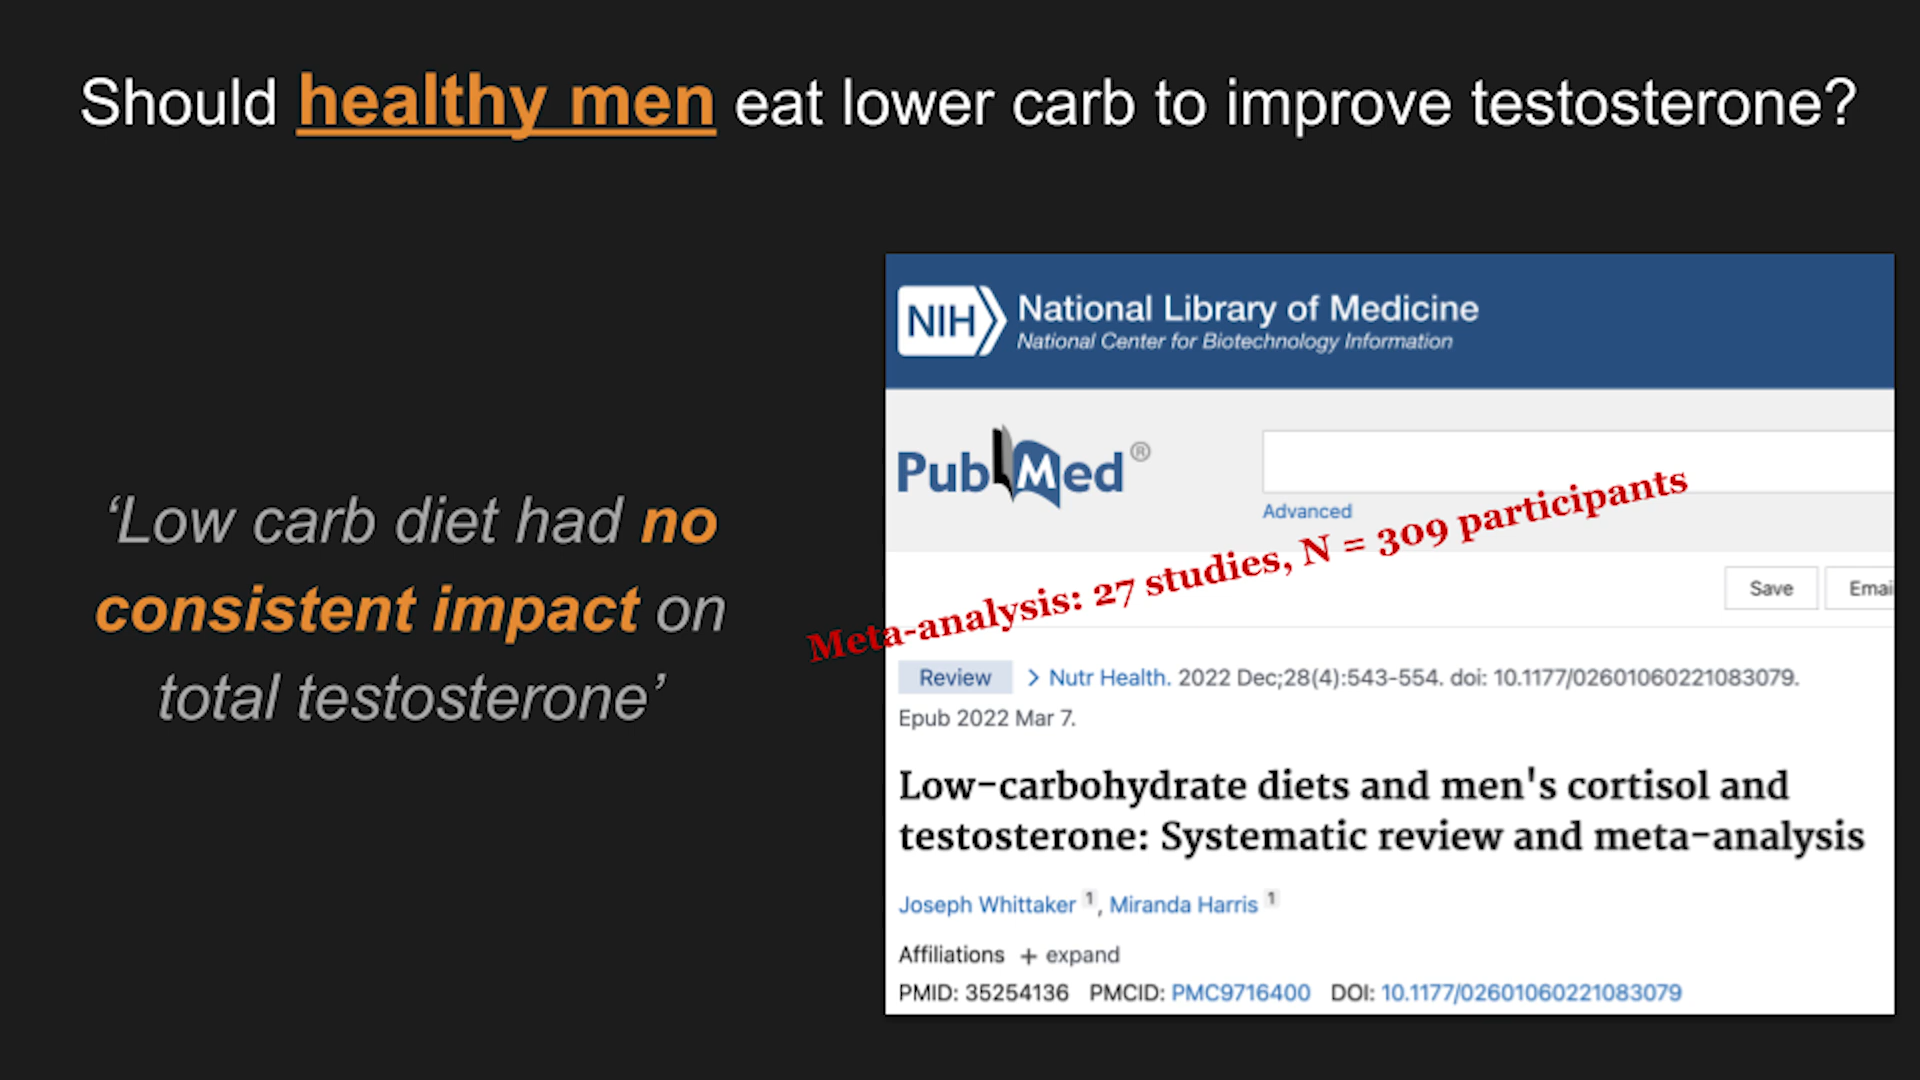 Should healthy men eat lower carb to improve testosterone?
‘Low carb diet had no
consistent impact on
total testosterone’
NIH National Library of Medicine
National Center for Biotechnology Information
PubMed®
Advanced
Meta-analysis: 27 studies, N = 309 participants
Save Emai
Review > Nutr Health. 2022 Dec;28(4):543-554. doi: 10.1177/02601060221083079.
Epub 2022 Mar 7.
Low-carbohydrate diets and men's cortisol and
testosterone: Systematic review and meta-analysis
Joseph Whittaker 1, Miranda Harris 1
Affiliations + expand
PMID: 35254136 PMCID: PMC9716400 DOI: 10.1177/02601060221083079